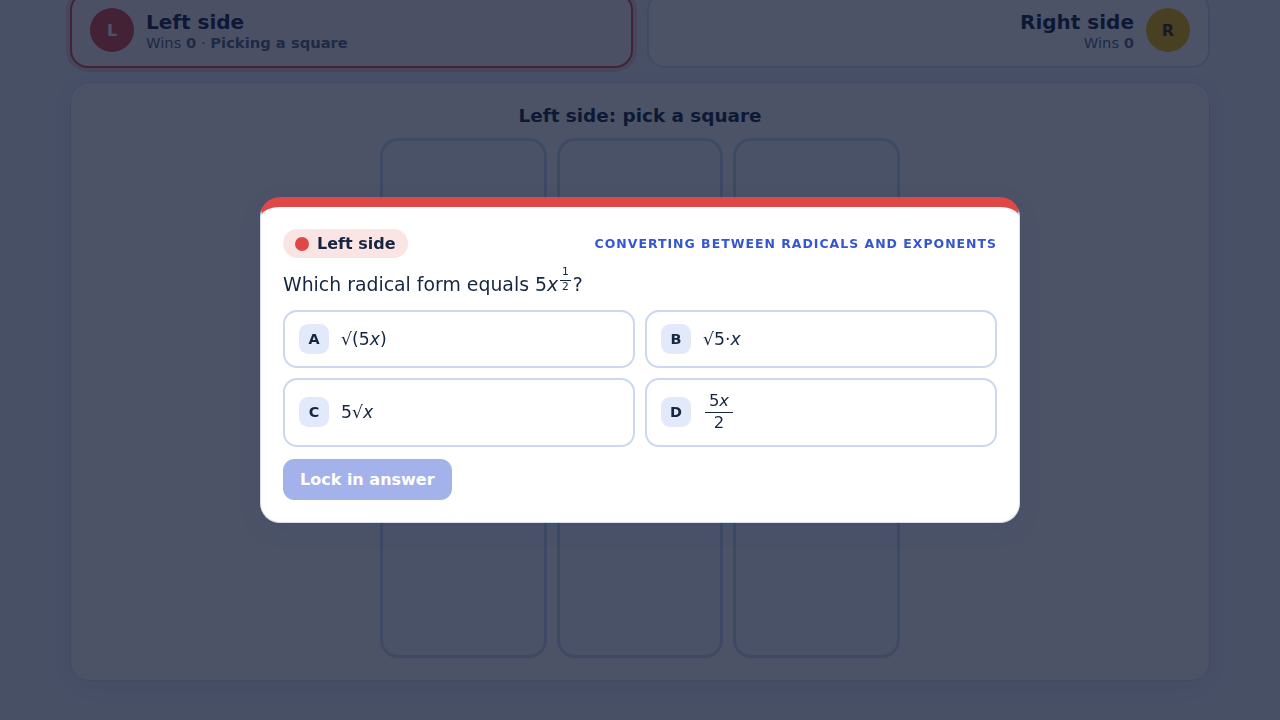 L
Left side
Wins 0 · Picking a square
Right side
Wins 0
R
Left side: pick a square
Left side
CONVERTING BETWEEN RADICALS AND EXPONENTS
Which radical form equals 5x^(1/2)?
A √(5x)
B √5·x
C 5√x
D 5x/2
Lock in answer